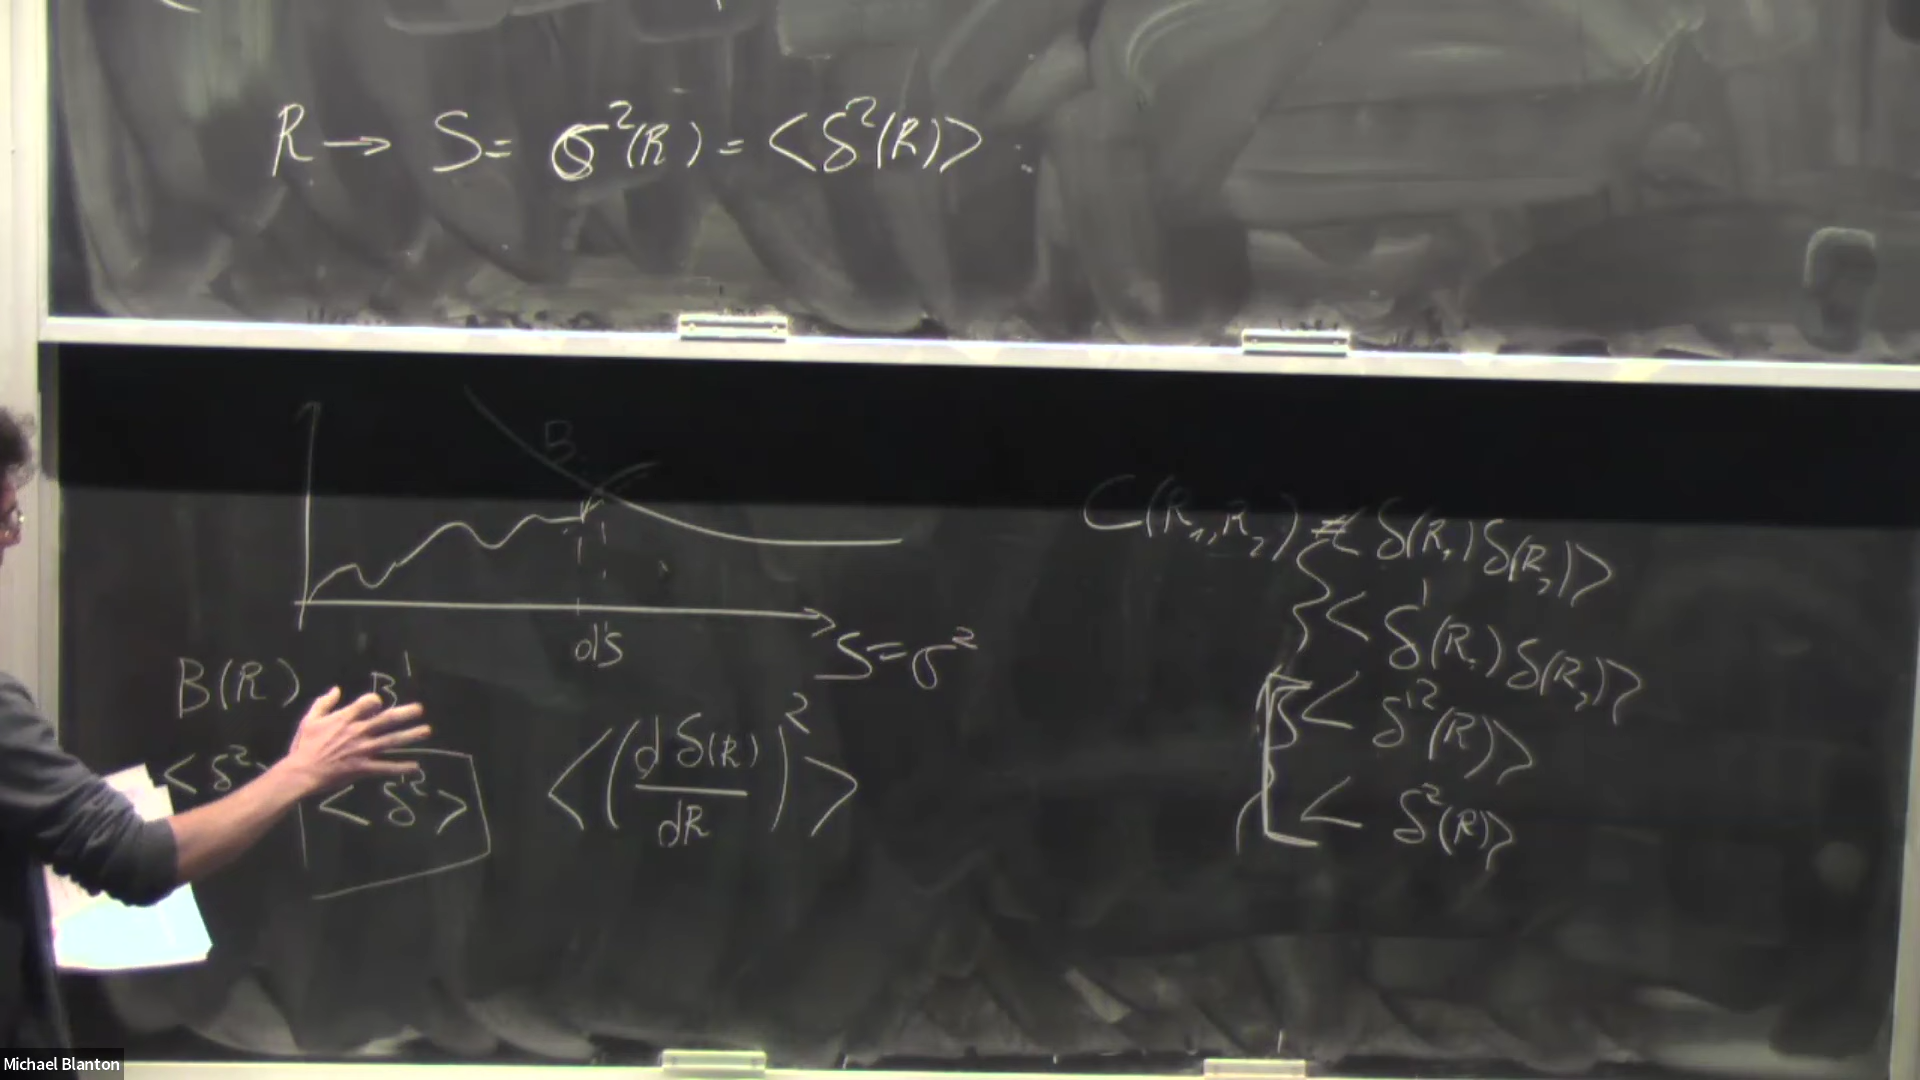 R → S = σ²(R) = <δ²(R)>
B
dS
S = σ²
B(R) B'
<δ²> <δ'²>
<(dδ(R)/dR)²>
C(R₁,R₂) = <δ(R₁)δ(R₂)>
<δ'(R₁)δ(R₂)>
<δ'²(R)>
<δ²(R)>
Michael Blanton